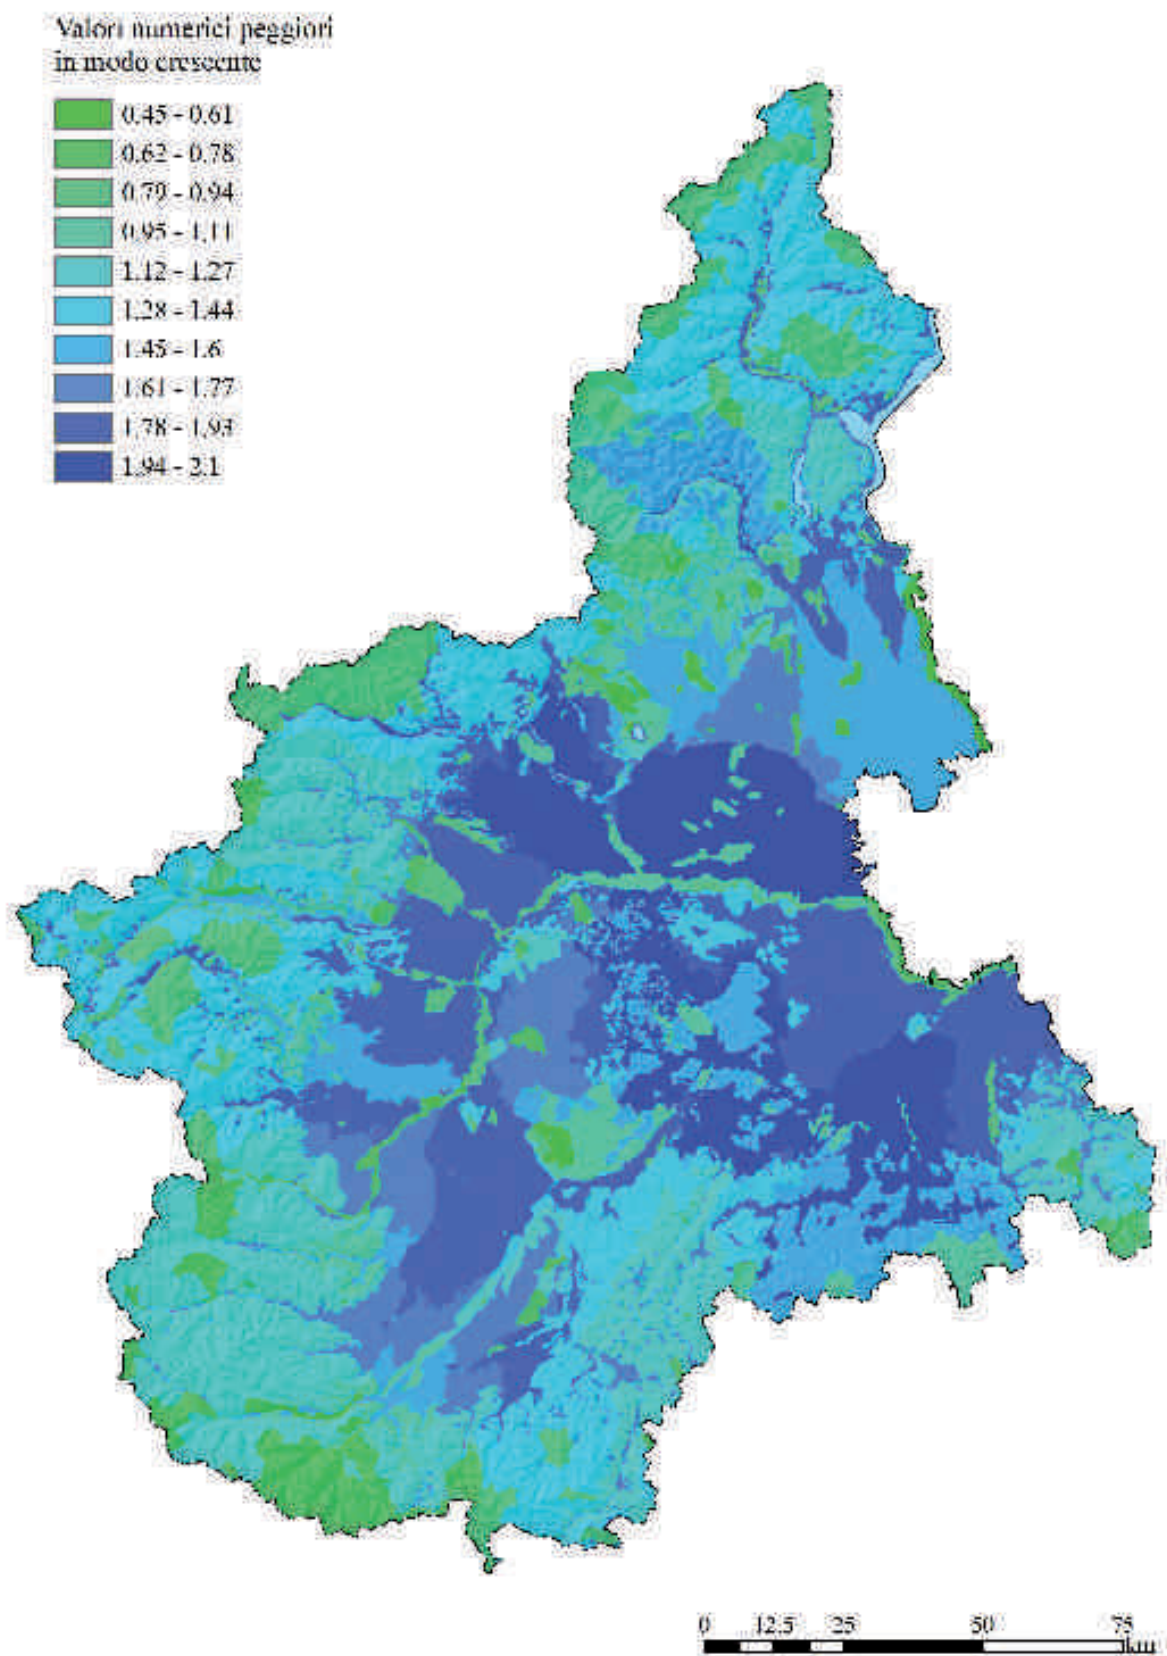 Valori numerici peggiori
in modo crescente
0.45 - 0.61
0.62 - 0.78
0.79 - 0.94
0.95 - 1.11
1.12 - 1.27
1.28 - 1.44
1.45 - 1.6
1.61 - 1.77
1.78 - 1.93
1.94 - 2.1
0 12.5 25 50 75
km